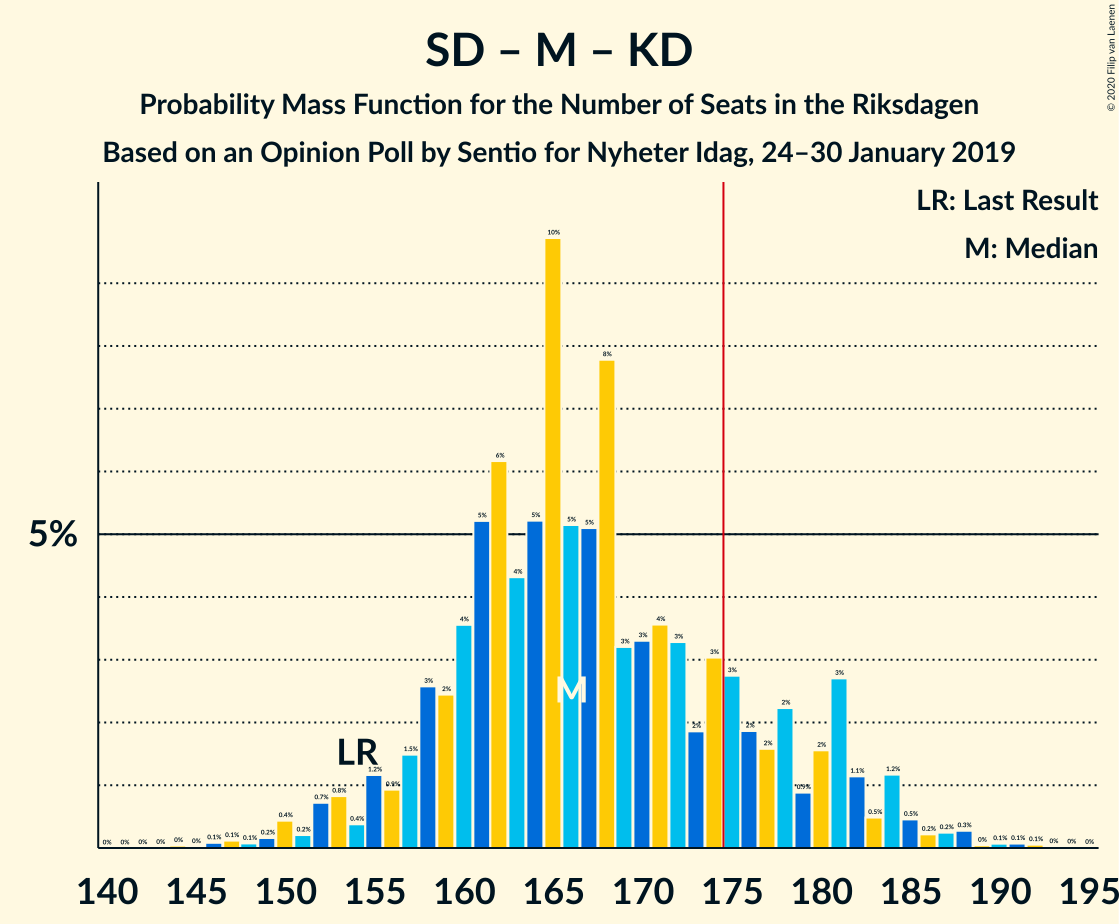 SD – M – KD
Probability Mass Function for the Number of Seats in the Riksdagen
Based on an Opinion Poll by Sentio for Nyheter Idag, 24–30 January 2019
© 2020 Filip van Laenen
LR: Last Result
M: Median
5%
LR
M
0% 0% 0% 0% 0% 0% 0.1% 0.1% 0.1% 0.2% 0.4% 0.2% 0.7% 0.8% 0.4% 1.2% 0.9% 1.5% 3% 2% 4% 5% 6% 4% 5% 10% 5% 5% 8% 3% 3% 4% 3% 2% 3% 3% 2% 2% 2% 0.9% 2% 3% 1.1% 0.5% 1.2% 0.5% 0.2% 0.2% 0.3% 0% 0.1% 0.1% 0.1% 0% 0% 0%
140 145 150 155 160 165 170 175 180 185 190 195